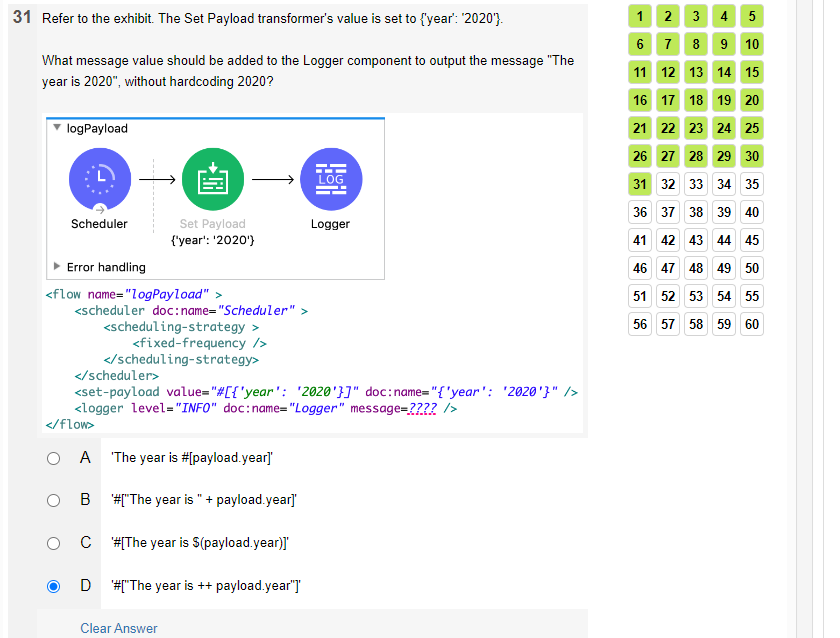 31 Refer to the exhibit. The Set Payload transformer's value is set to {'year': '2020'}.
What message value should be added to the Logger component to output the message "The
year is 2020", without hardcoding 2020?
logPayload
LOG
Scheduler
Set Payload
{'year': '2020'}
Logger
Error handling
<flow name="logPayload" >
<scheduler doc:name="Scheduler" >
<scheduling-strategy >
<fixed-frequency />
</scheduling-strategy>
</scheduler>
<set-payload value="#[{'year': '2020'}]" doc:name="{'year': '2020'}" />
<logger level="INFO" doc:name="Logger" message=???? />
</flow>
A 'The year is #[payload.year]'
B '#["The year is " + payload.year]'
C '#[The year is $(payload.year)]'
D '#["The year is ++ payload.year"]'
Clear Answer
1 2 3 4 5
6 7 8 9 10
11 12 13 14 15
16 17 18 19 20
21 22 23 24 25
26 27 28 29 30
31 32 33 34 35
36 37 38 39 40
41 42 43 44 45
46 47 48 49 50
51 52 53 54 55
56 57 58 59 60